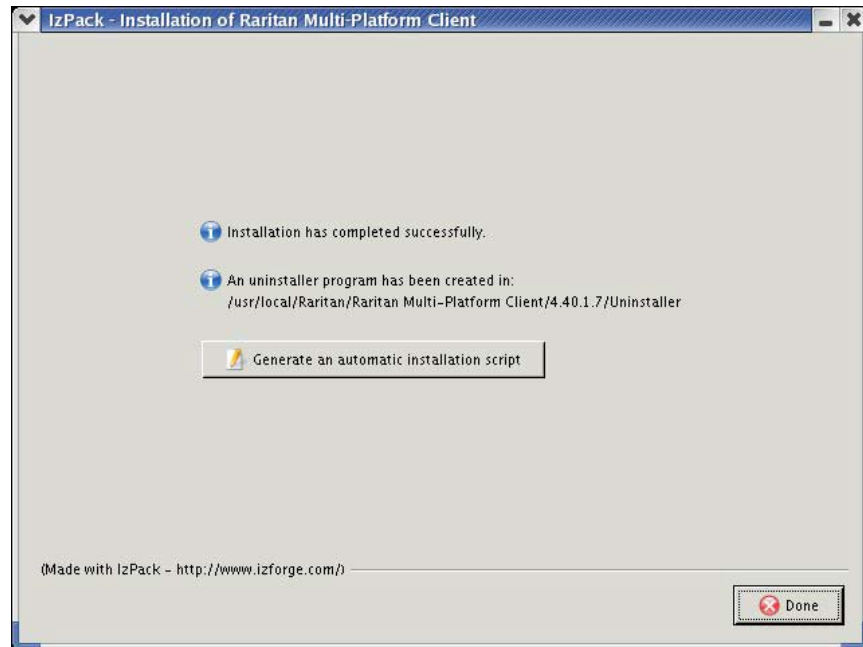 IzPack - Installation of Raritan Multi-Platform Client
Installation has completed successfully.
An uninstaller program has been created in:
/usr/local/Raritan/Raritan Multi-Platform Client/4.40.1.7/Uninstaller
Generate an automatic installation script
(Made with IzPack - http://www.izforge.com/)
Done